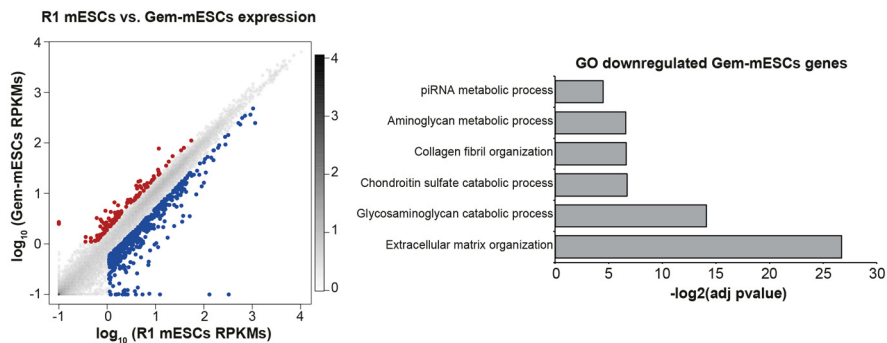 R1 mESCs vs. Gem-mESCs expression
log10 (Gem-mESCs RPKMs)
4
3
2
1
0
-1
-1
0
1
2
3
4
log10 (R1 mESCs RPKMs)
4
3
2
1
0
GO downregulated Gem-mESCs genes
piRNA metabolic process
Aminoglycan metabolic process
Collagen fibril organization
Chondroitin sulfate catabolic process
Glycosaminoglycan catabolic process
Extracellular matrix organization
0
5
10
15
20
25
30
-log2(adj pvalue)